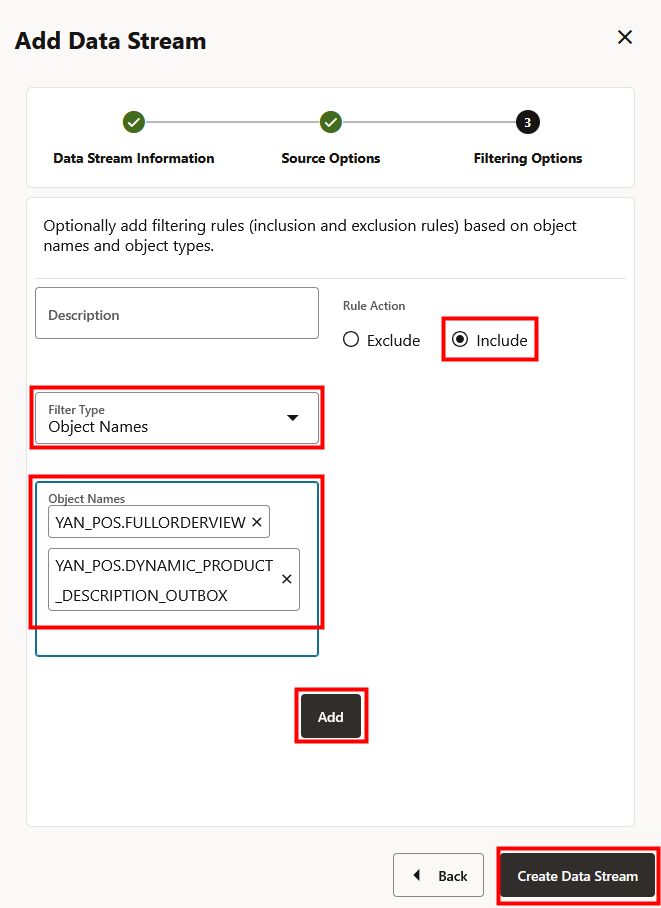 Add Data Stream
3
Data Stream Information
Source Options
Filtering Options
Optionally add filtering rules (inclusion and exclusion rules) based on object
names and object types.
Description
Rule Action
Exclude
Include
Filter Type
Object Names
Object Names
YAN_POS.FULLORDERVIEW
YAN_POS.DYNAMIC_PRODUCT
_DESCRIPTION_OUTBOX
Add
Back
Create Data Stream